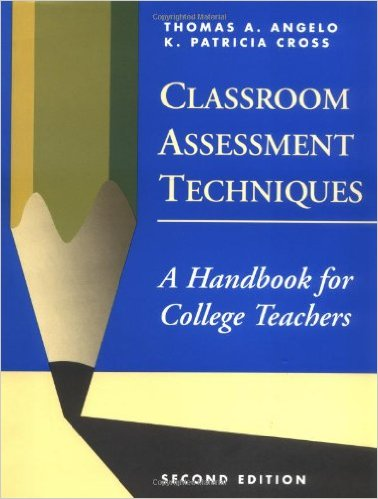 THOMAS A. ANGELO
K. PATRICIA CROSS
CLASSROOM
ASSESSMENT
TECHNIQUES
A Handbook for
College Teachers
SECOND EDITION